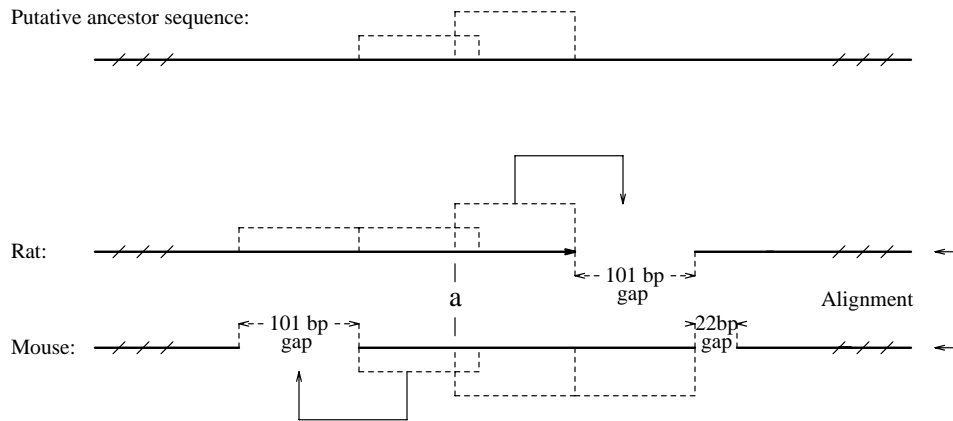 Putative ancestor sequence:
Rat:
101 bp
gap
a
Alignment
101 bp
gap
22bp
gap
Mouse: